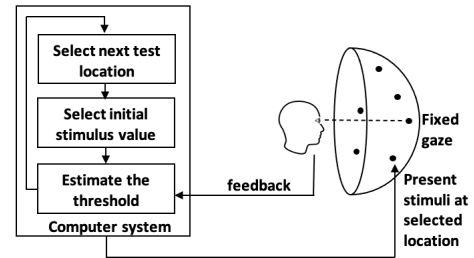 Select next test
location
Select initial
stimulus value
Estimate the
threshold
Computer system
feedback
Fixed
gaze
Present
stimuli at
selected
location